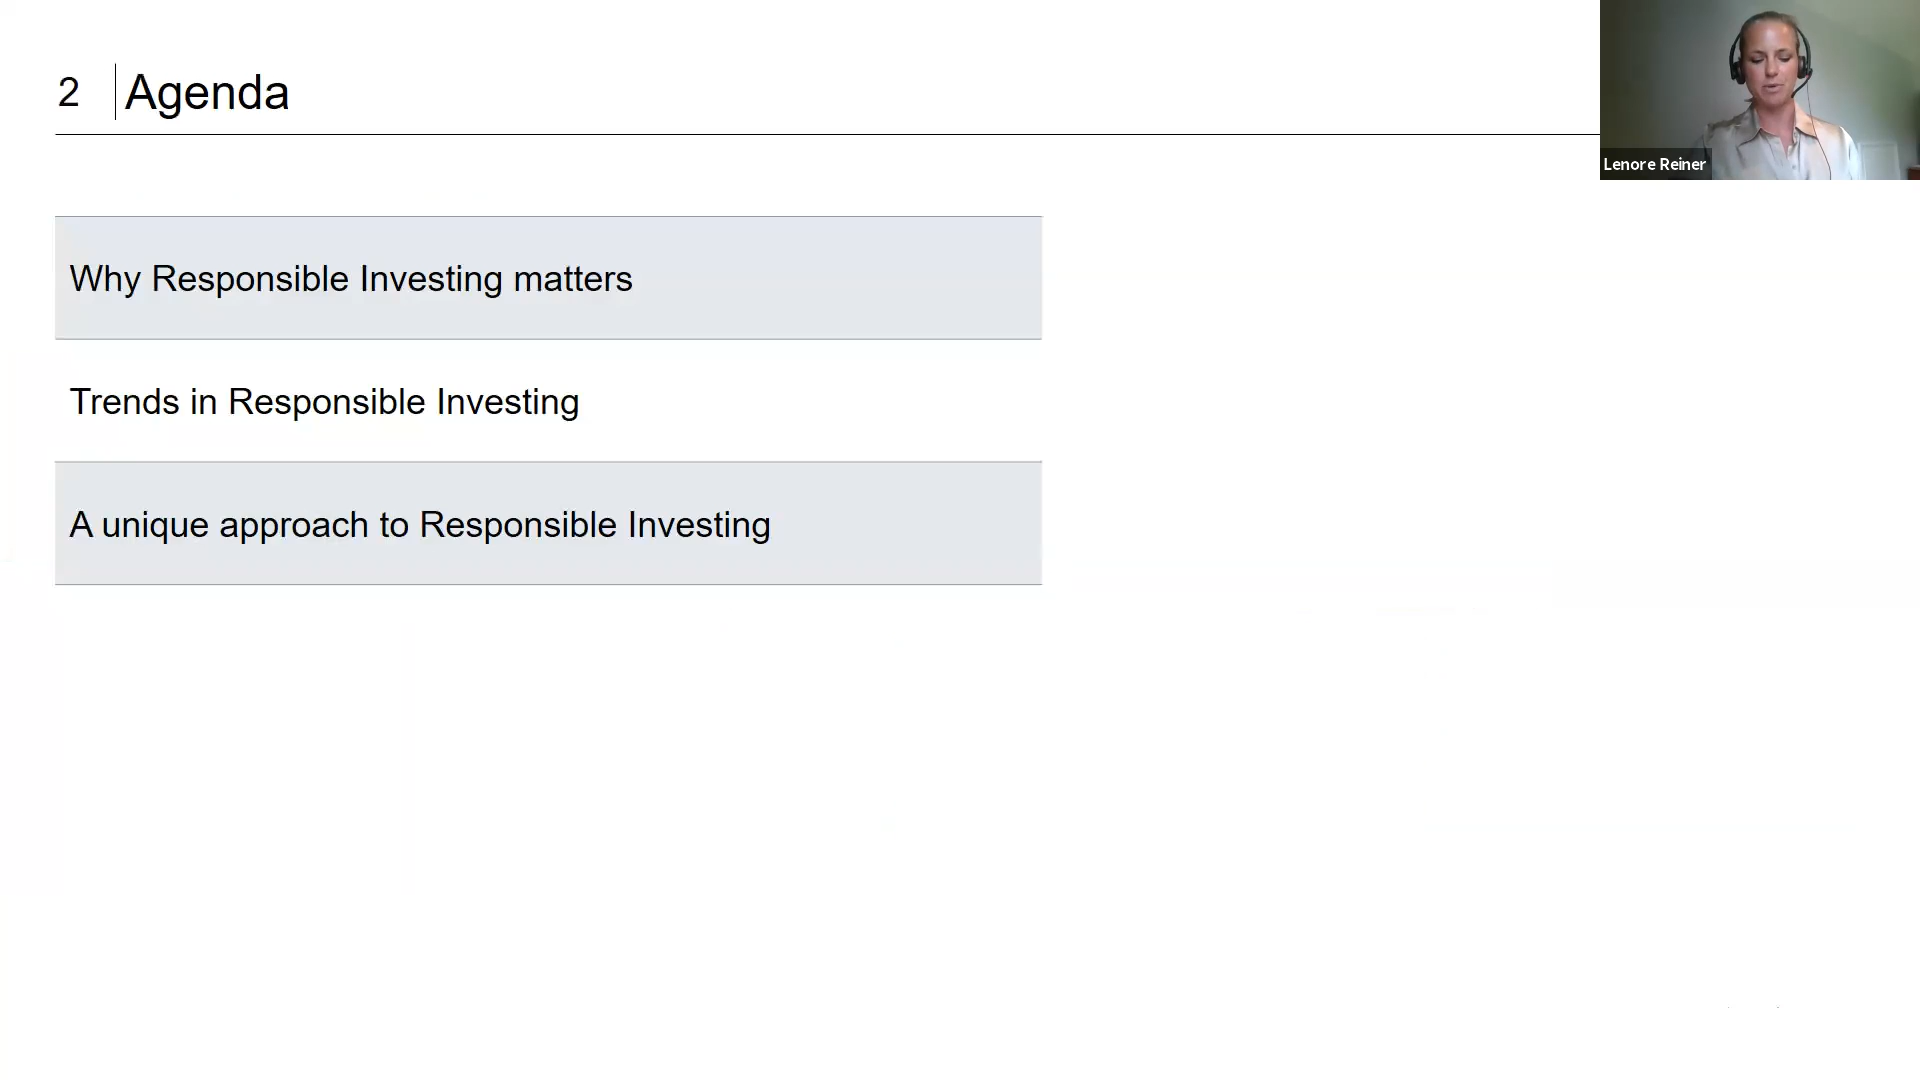 2 Agenda
Lenore Reiner
Why Responsible Investing matters
Trends in Responsible Investing
A unique approach to Responsible Investing